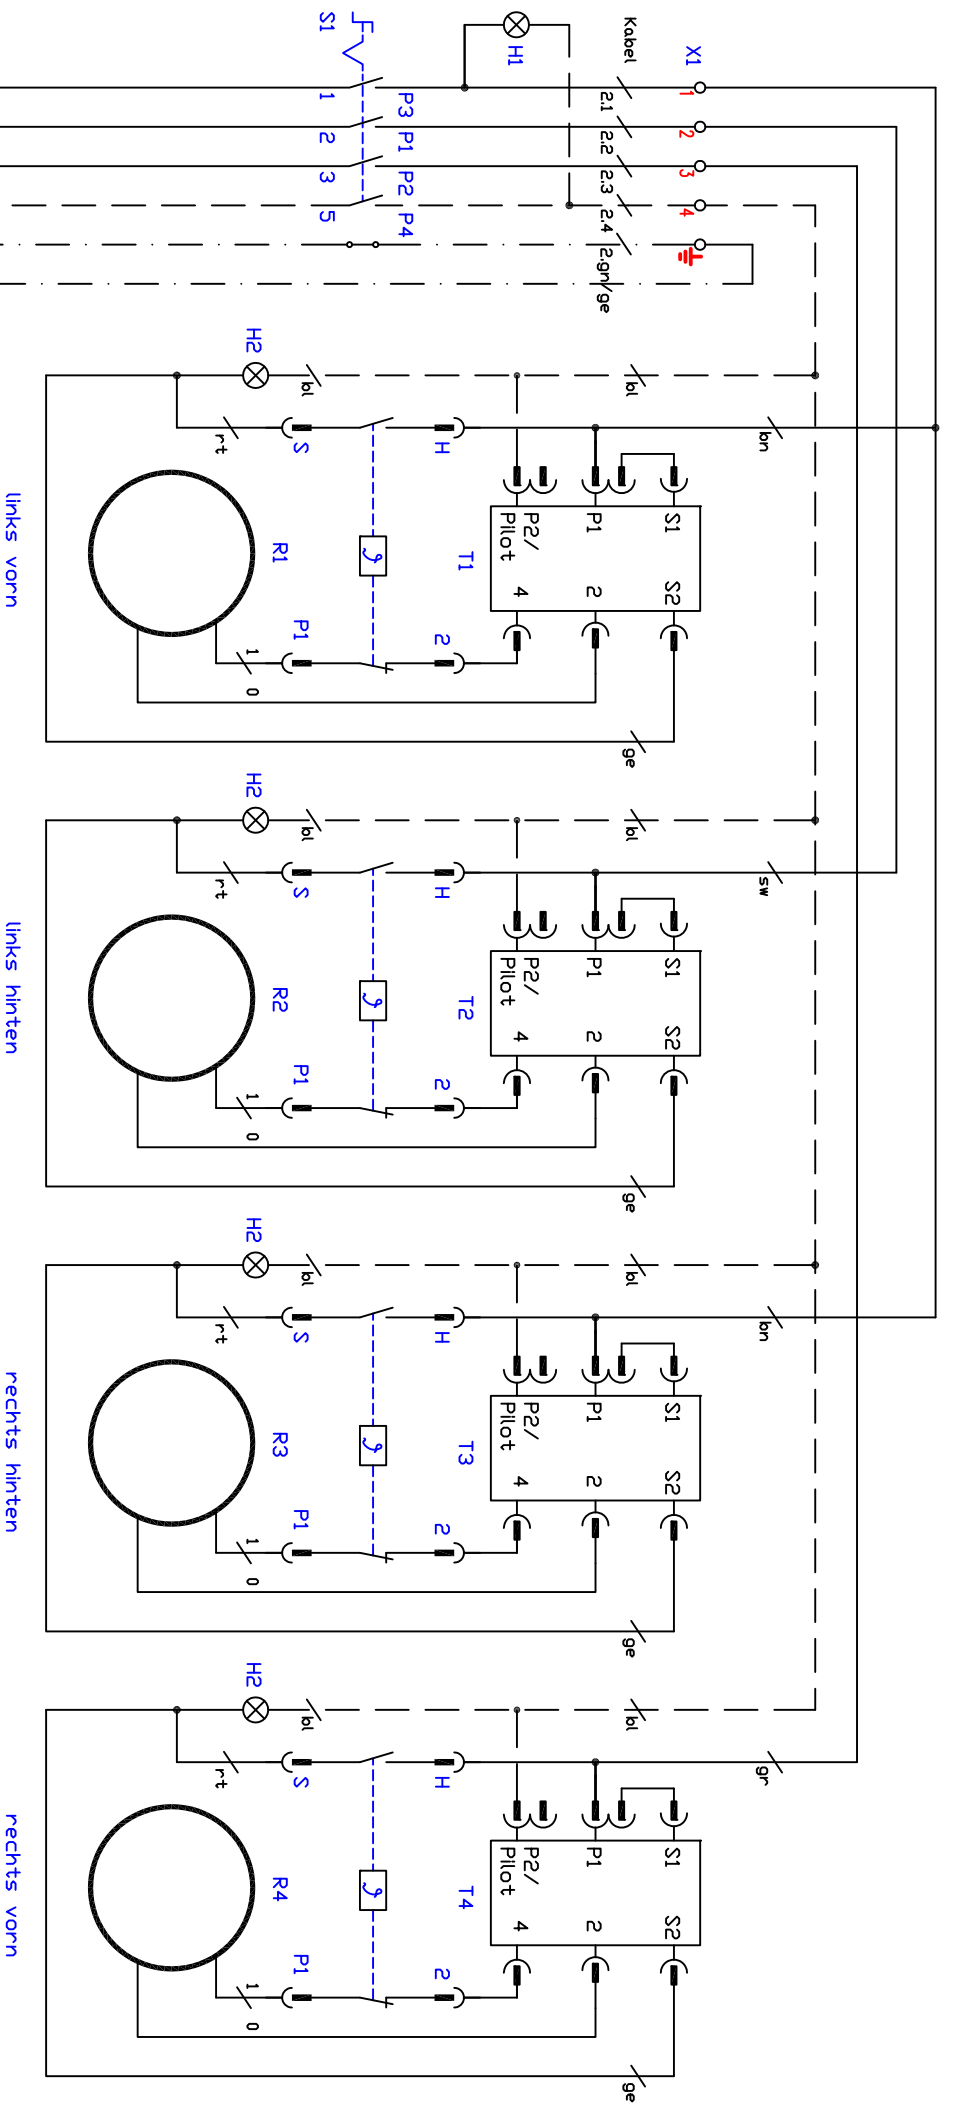 S1
H1
Kabel
X1
1
P3
2.1
1
2
P1
2.2
2
3
P2
2.3
3
5
P4
2.4
4
2.gn/ge
H2
bl
bl
rt
S
H
bn
R1
T1
P2/
Pilot
P1
S1
4
2
S2
P1
2
1
0
ge
links vorn
H2
bl
bl
rt
S
H
sw
R2
T2
P2/
Pilot
P1
S1
4
2
S2
P1
2
1
0
ge
links hinten
H2
bl
bl
rt
S
H
bn
R3
T3
P2/
Pilot
P1
S1
4
2
S2
P1
2
1
0
ge
rechts hinten
H2
bl
bl
rt
S
H
gr
R4
T4
P2/
Pilot
P1
S1
4
2
S2
P1
2
1
0
ge
rechts vorn